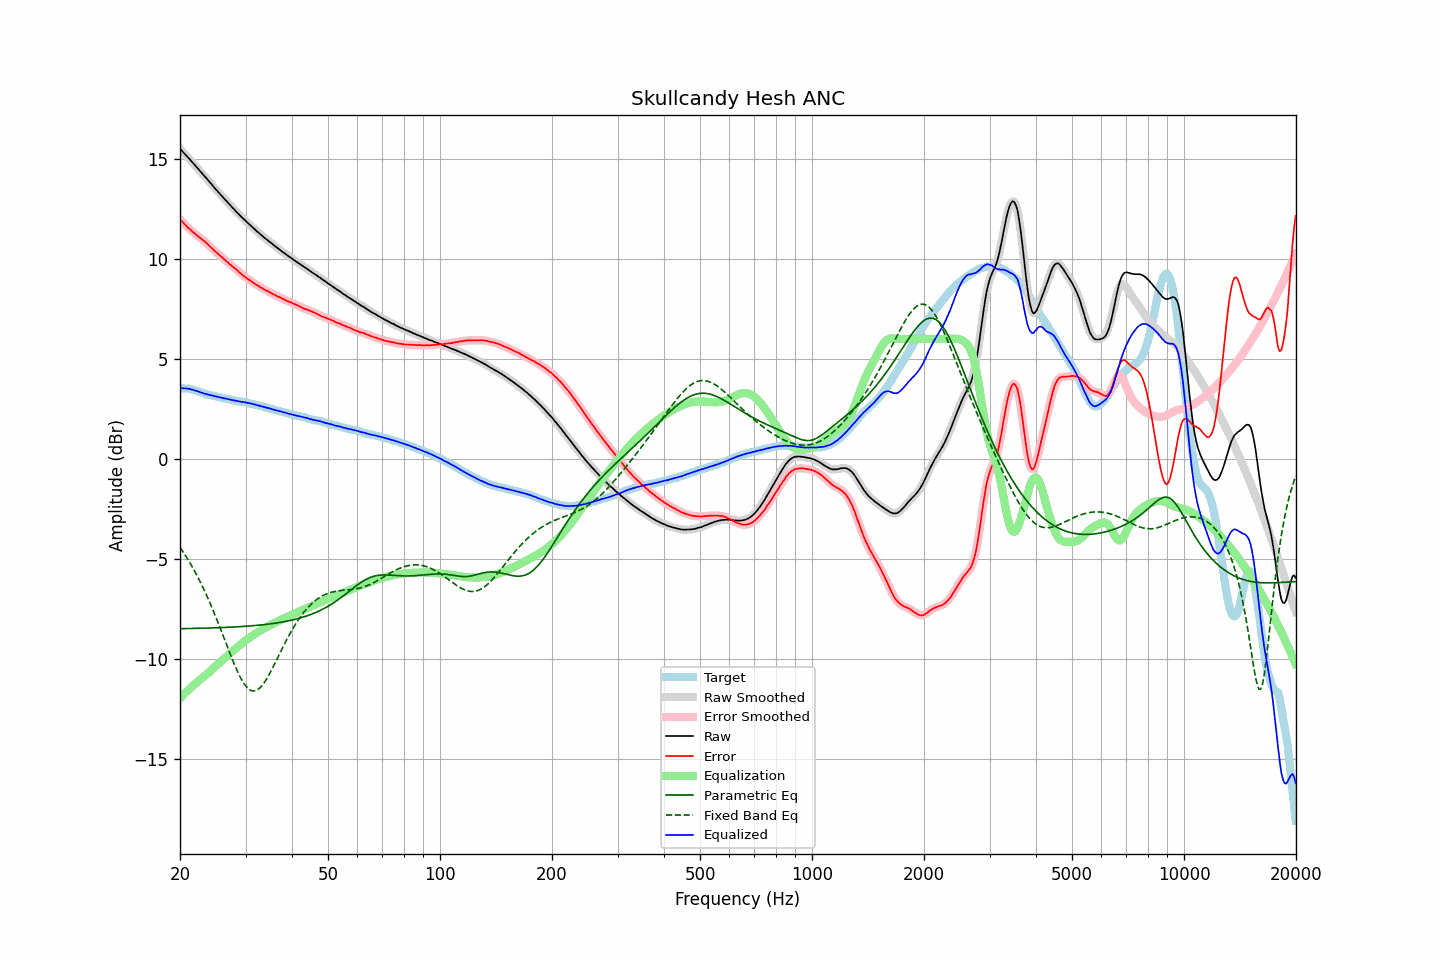 Skullcandy Hesh ANC
Amplitude (dBr)
15
10
5
0
−5
−10
−15
Target
Raw Smoothed
Error Smoothed
Raw
Error
Equalization
Parametric Eq
Fixed Band Eq
Equalized
20 50 100 200 500 1000 2000 5000 10000 20000
Frequency (Hz)